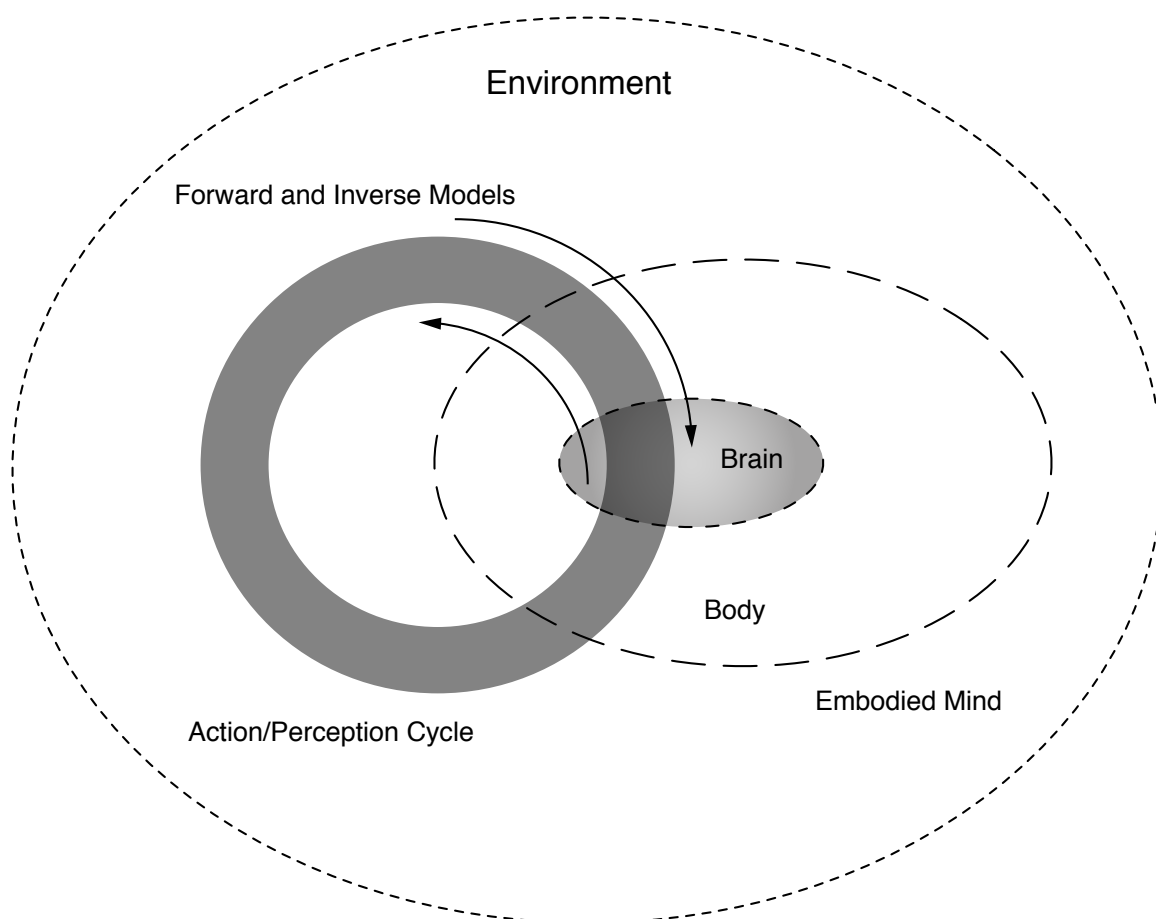 Environment
Forward and Inverse Models
Brain
Body
Embodied Mind
Action/Perception Cycle